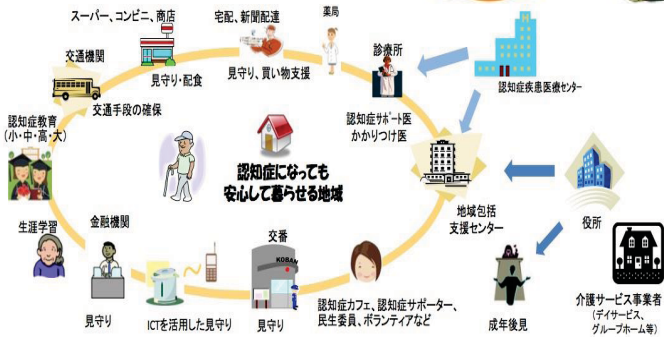 スーパー、コンビニ、商店
宅配、新聞配達
薬局
交通機関
見守り・配食
見守り、買い物支援
診療所
認知症疾患医療センター
交通手段の確保
認知症教育
(小・中・高・大)
認知症サポート医
かかりつけ医
認知症になっても
安心して暮らせる地域
地域包括
支援センター
役所
生涯学習
金融機関
交番
KOBAN
見守り
ICTを活用した見守り
見守り
認知症カフェ、認知症サポーター、
民生委員、ボランティアなど
成年後見
介護サービス事業者
(デイサービス、
グループホーム等)